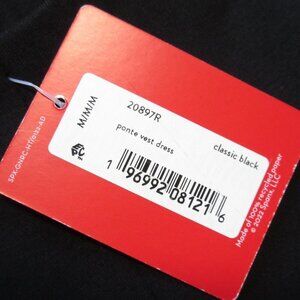 M/M/M
20897R
ponte vest dress
classic black
1 96992 08121 6
Made of 100% recycled paper
© 2022 Spanx, LLC